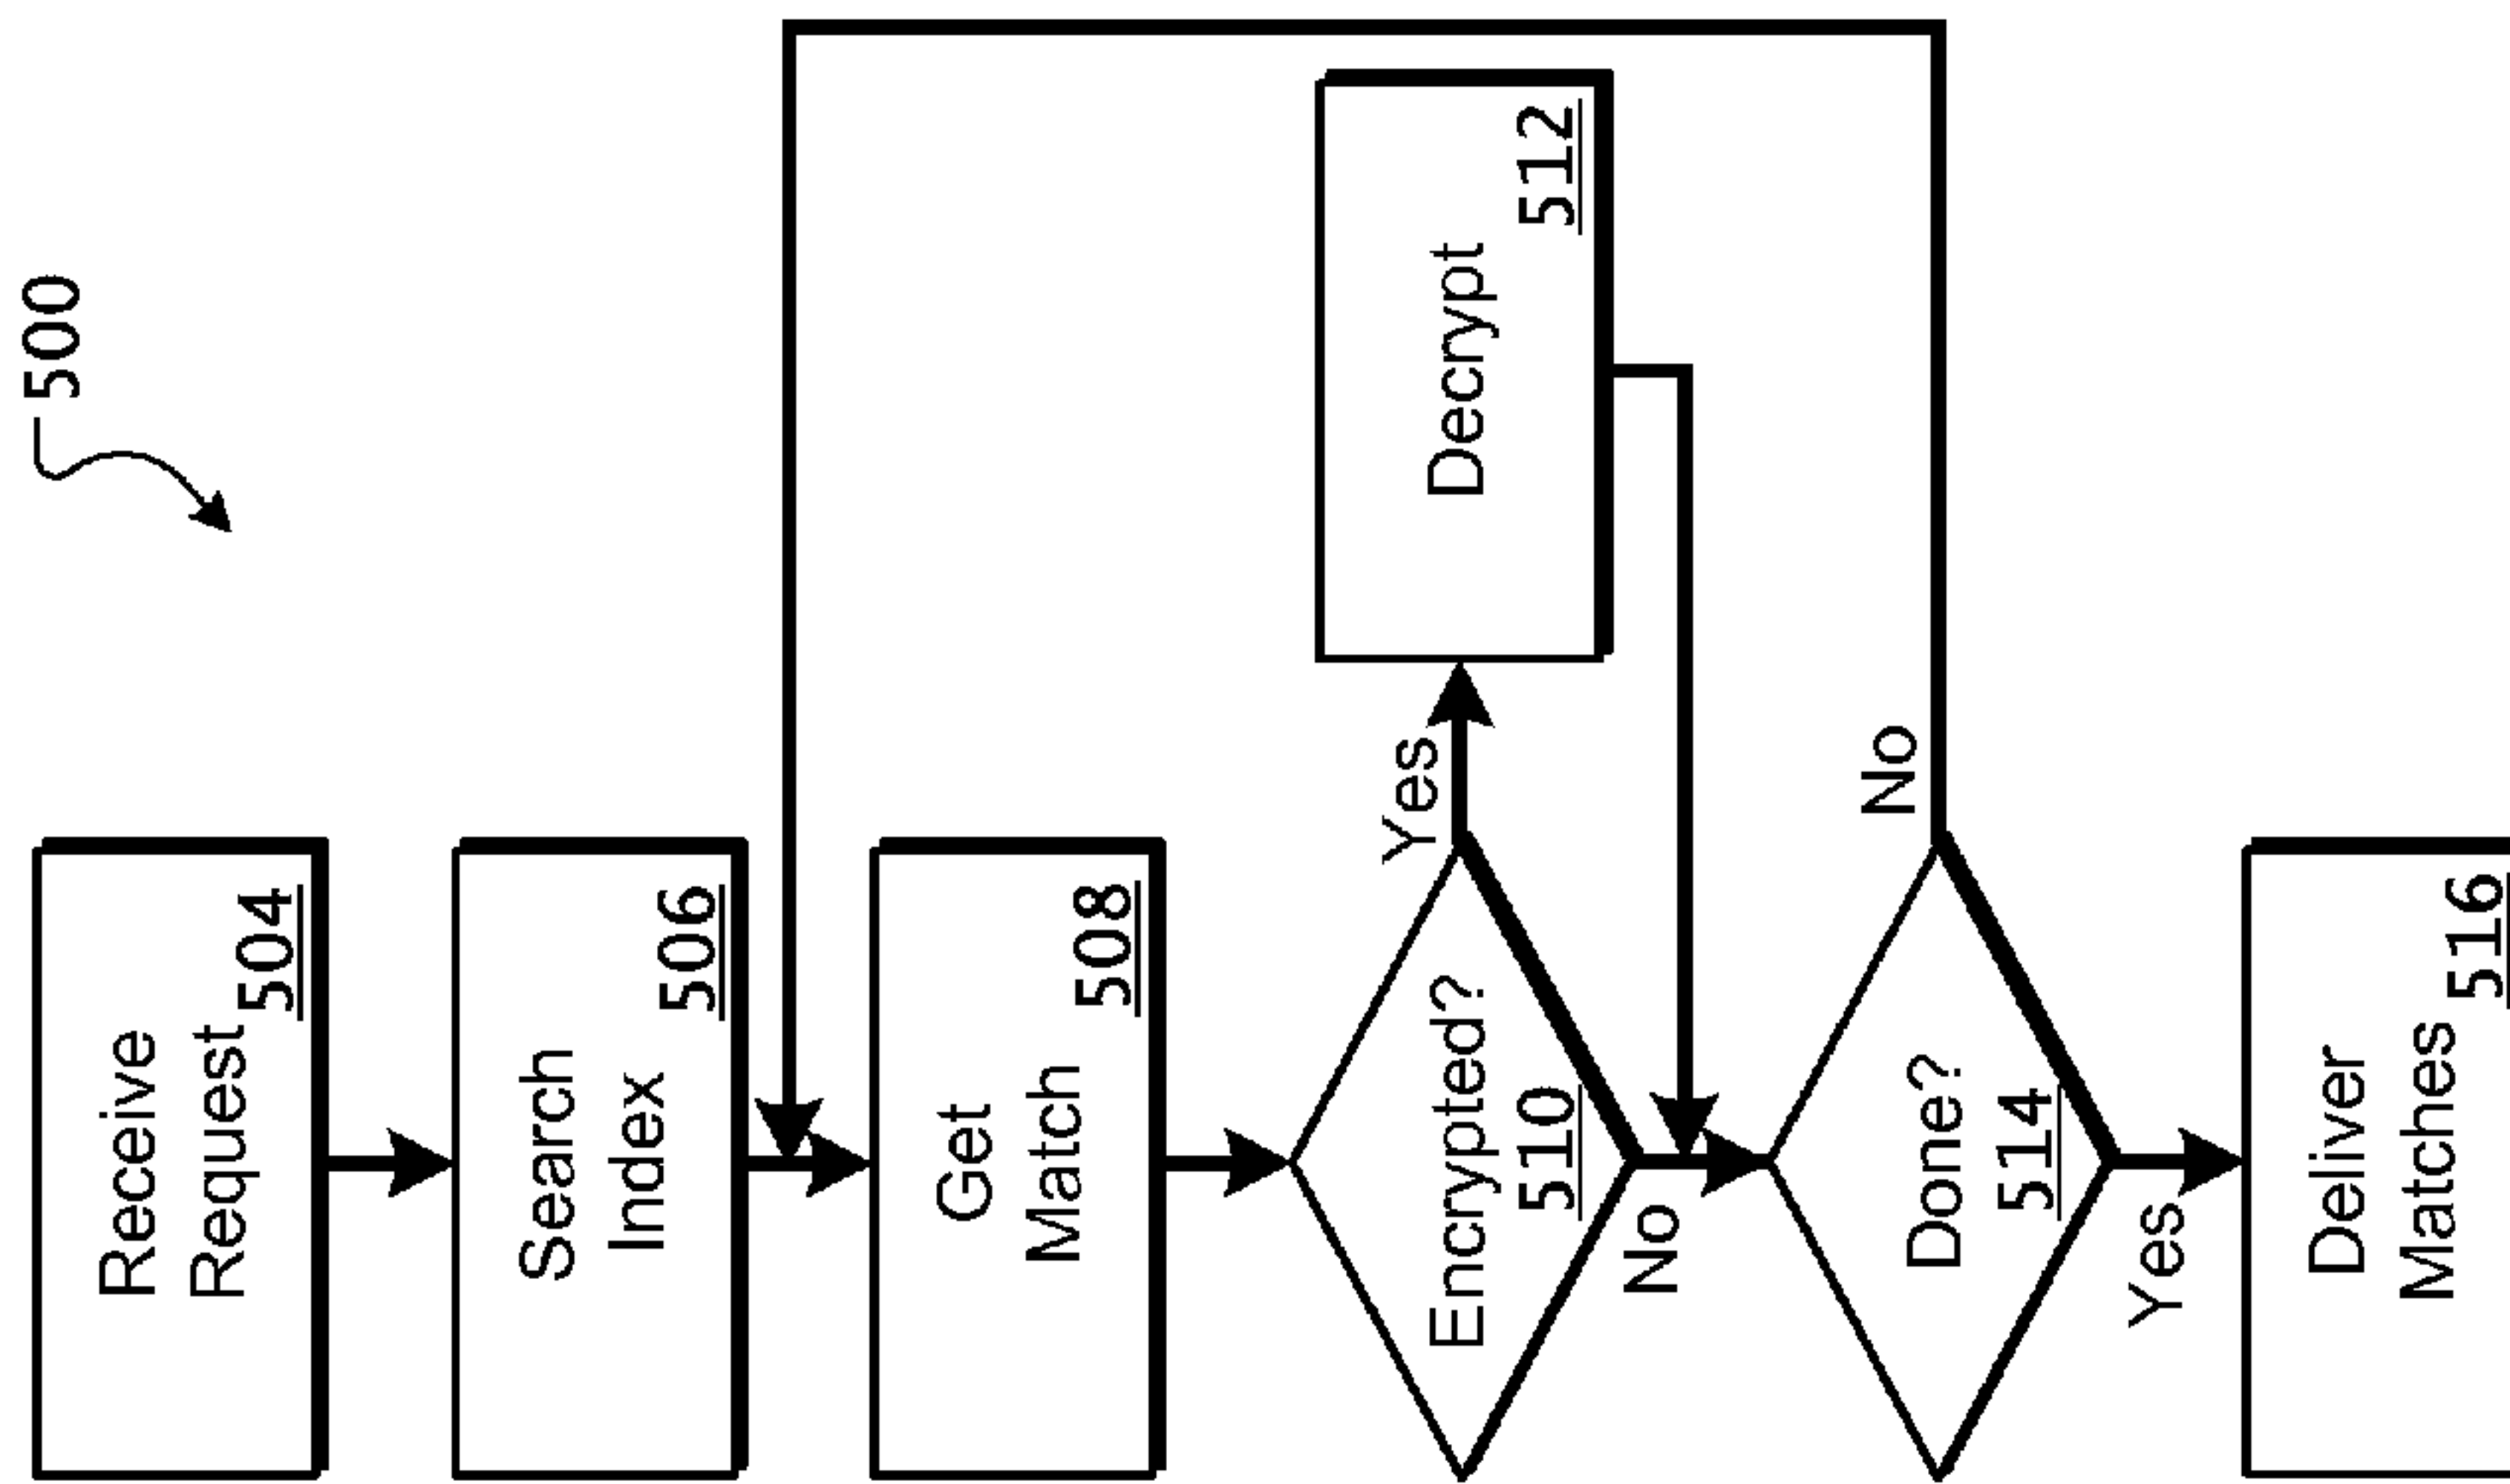 500
Receive
Request
504
Search
Index
506
Get
Match
508
Encrypted?
510
Yes
No
Decrypt
512
Done?
514
No
Yes
Deliver
Matches
516